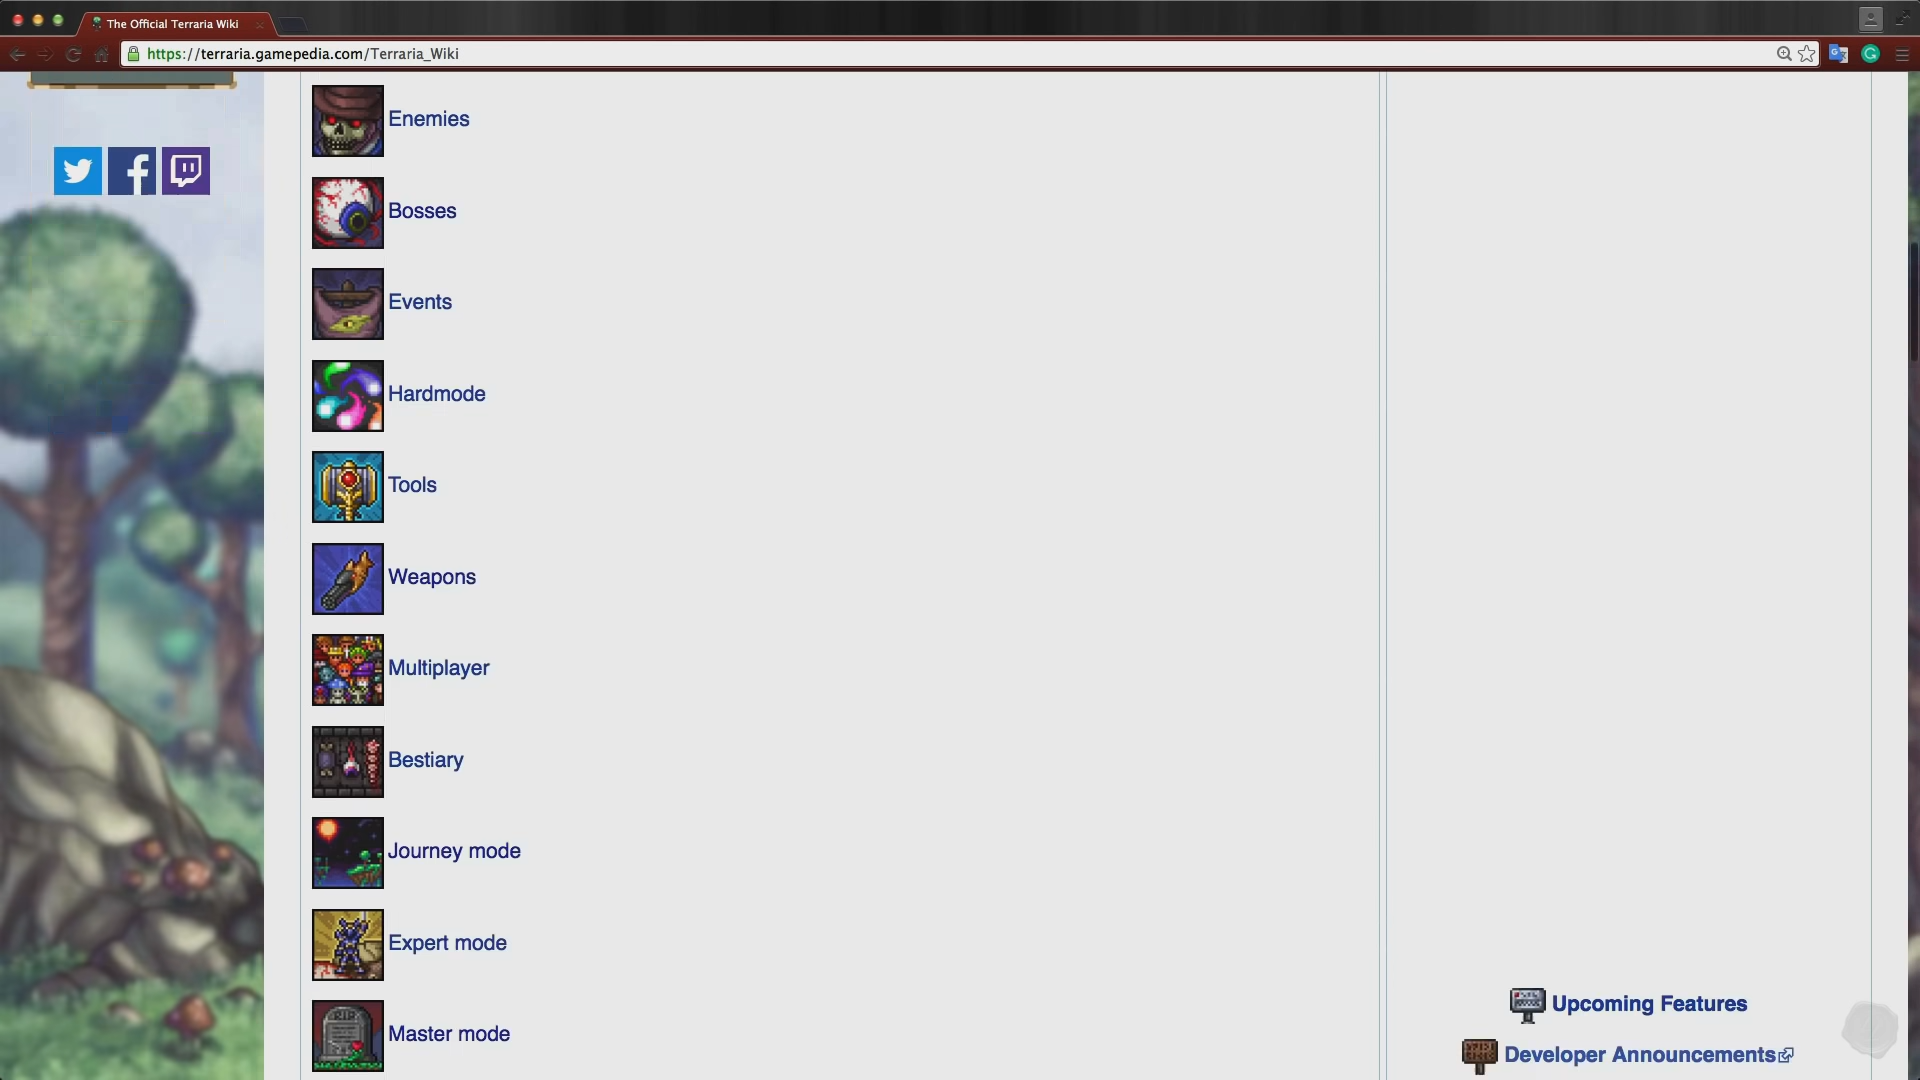 The Official Terraria Wiki
https://terraria.gamepedia.com/Terraria_Wiki
Enemies
Bosses
Events
Hardmode
Tools
Weapons
Multiplayer
Bestiary
Journey mode
Expert mode
R.I.P.
Master mode
Upcoming Features
Developer Announcements